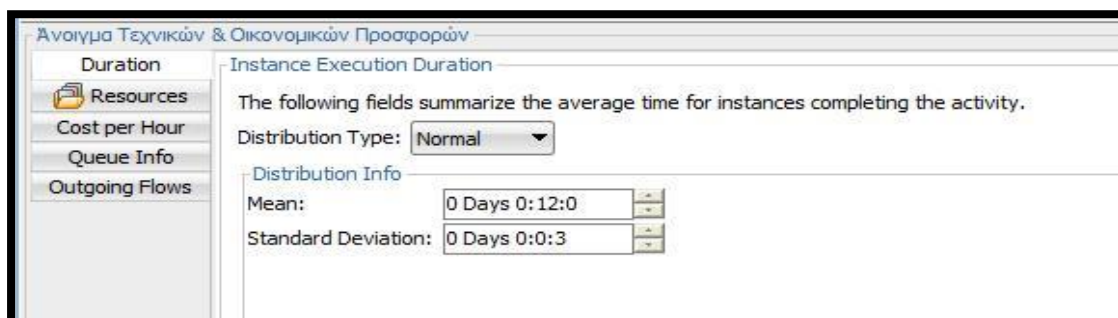 Άνοιγμα Τεχνικών & Οικονομικών Προσφορών
Duration
Resources
Cost per Hour
Queue Info
Outgoing Flows
Instance Execution Duration
The following fields summarize the average time for instances completing the activity.
Distribution Type: Normal
Distribution Info
Mean: 0 Days 0:12:0
Standard Deviation: 0 Days 0:0:3